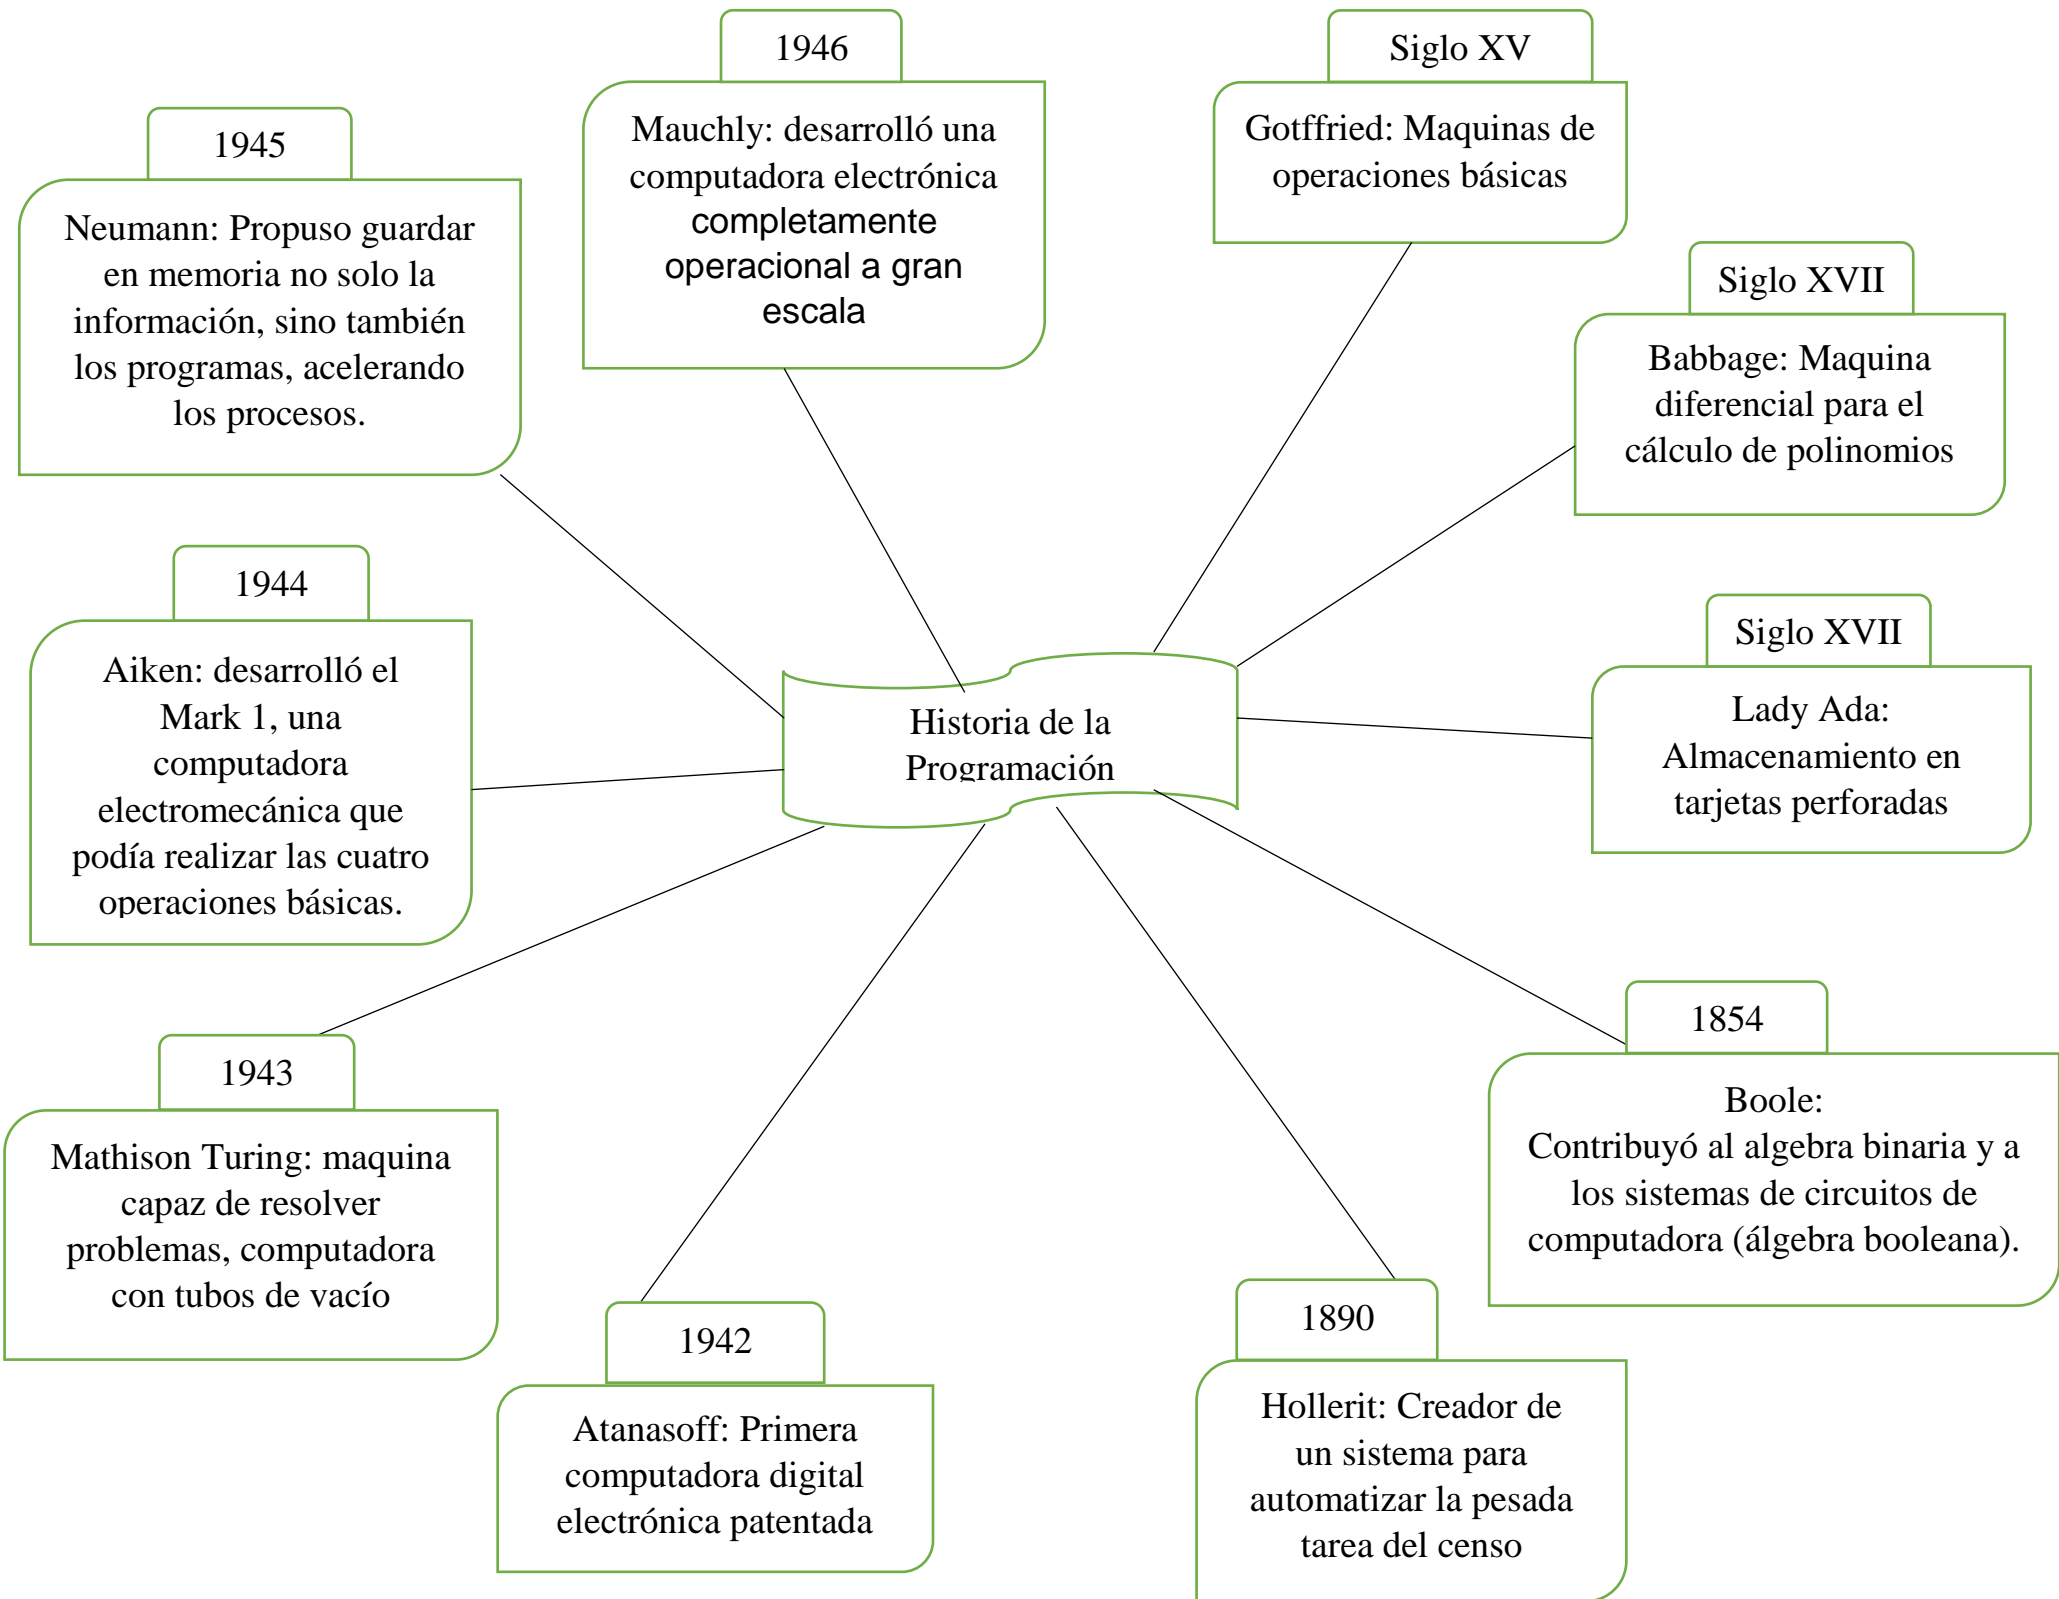 Historia de la
Programación
Siglo XV
Gotffried: Maquinas de
operaciones básicas
Siglo XVII
Babbage: Maquina
diferencial para el
cálculo de polinomios
Siglo XVII
Lady Ada:
Almacenamiento en
tarjetas perforadas
1854
Boole:
Contribuyó al algebra binaria y a
los sistemas de circuitos de
computadora (álgebra booleana).
1890
Hollerit: Creador de
un sistema para
automatizar la pesada
tarea del censo
1942
Atanasoff: Primera
computadora digital
electrónica patentada
1943
Mathison Turing: maquina
capaz de resolver
problemas, computadora
con tubos de vacío
1944
Aiken: desarrolló el
Mark 1, una
computadora
electromecánica que
podía realizar las cuatro
operaciones básicas.
1945
Neumann: Propuso guardar
en memoria no solo la
información, sino también
los programas, acelerando
los procesos.
1946
Mauchly: desarrolló una
computadora electrónica
completamente
operacional a gran
escala